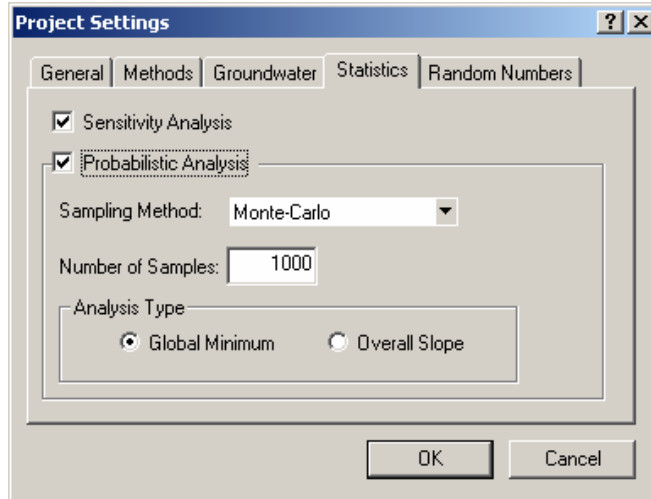 Project Settings
General Methods Groundwater Statistics Random Numbers
Sensitivity Analysis
Probabilistic Analysis
Sampling Method: Monte-Carlo
Number of Samples: 1000
Analysis Type
Global Minimum Overall Slope
OK Cancel